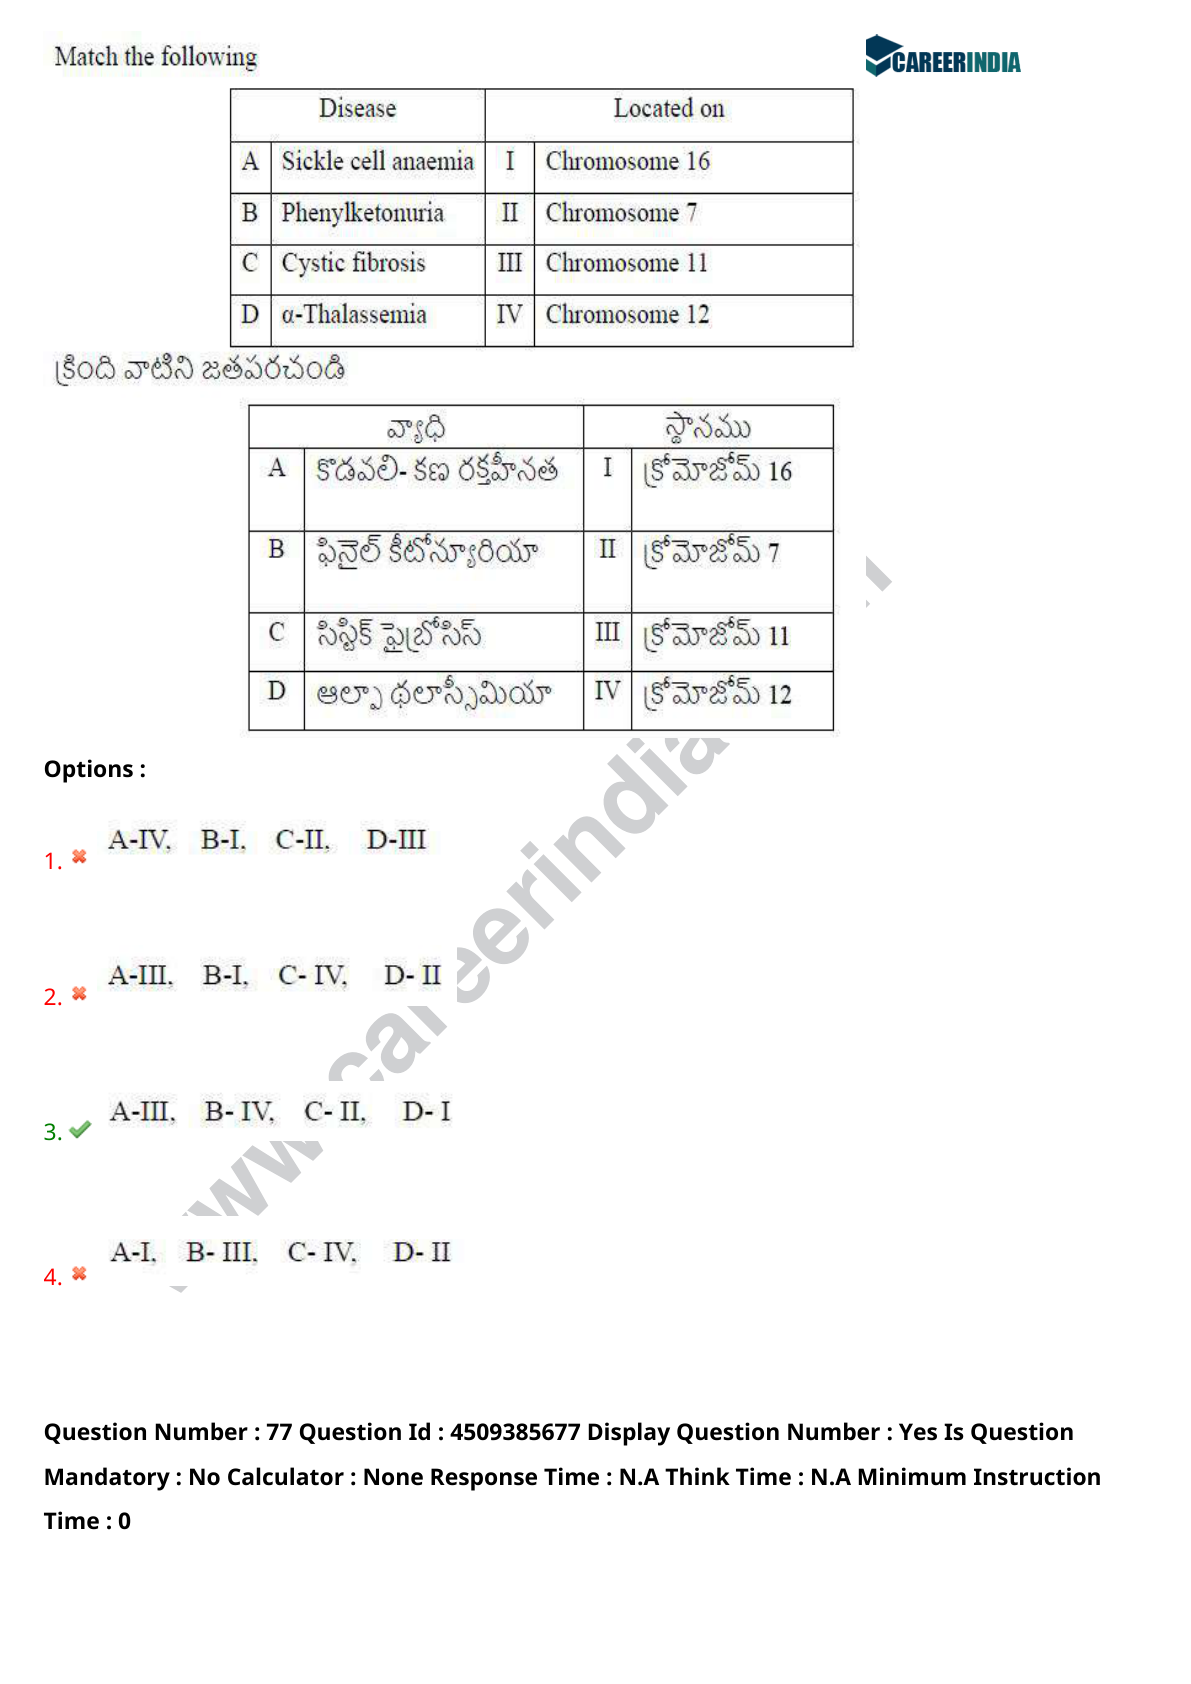 Match the following
CAREERINDIA
Disease Located on
A Sickle cell anaemia I Chromosome 16
B Phenylketonuria II Chromosome 7
C Cystic fibrosis III Chromosome 11
D α-Thalassemia IV Chromosome 12
క్రింది వాటిని జతపరచండి
వ్యాధి స్థానము
A కొడవలి- కణ రక్తహీనత I క్రోమోజోమ్ 16
B ఫినైల్ కీటోన్యూరియా II క్రోమోజోమ్ 7
C సిస్టిక్ ఫైబ్రోసిస్ III క్రోమోజోమ్ 11
D ఆల్ఫా థలాస్సీమియా IV క్రోమోజోమ్ 12
Options :
1. A-IV, B-I, C-II, D-III
2. A-III, B-I, C- IV, D- II
3. A-III, B- IV, C- II, D- I
4. A-I, B- III, C- IV, D- II
Question Number : 77 Question Id : 4509385677 Display Question Number : Yes Is Question
Mandatory : No Calculator : None Response Time : N.A Think Time : N.A Minimum Instruction
Time : 0